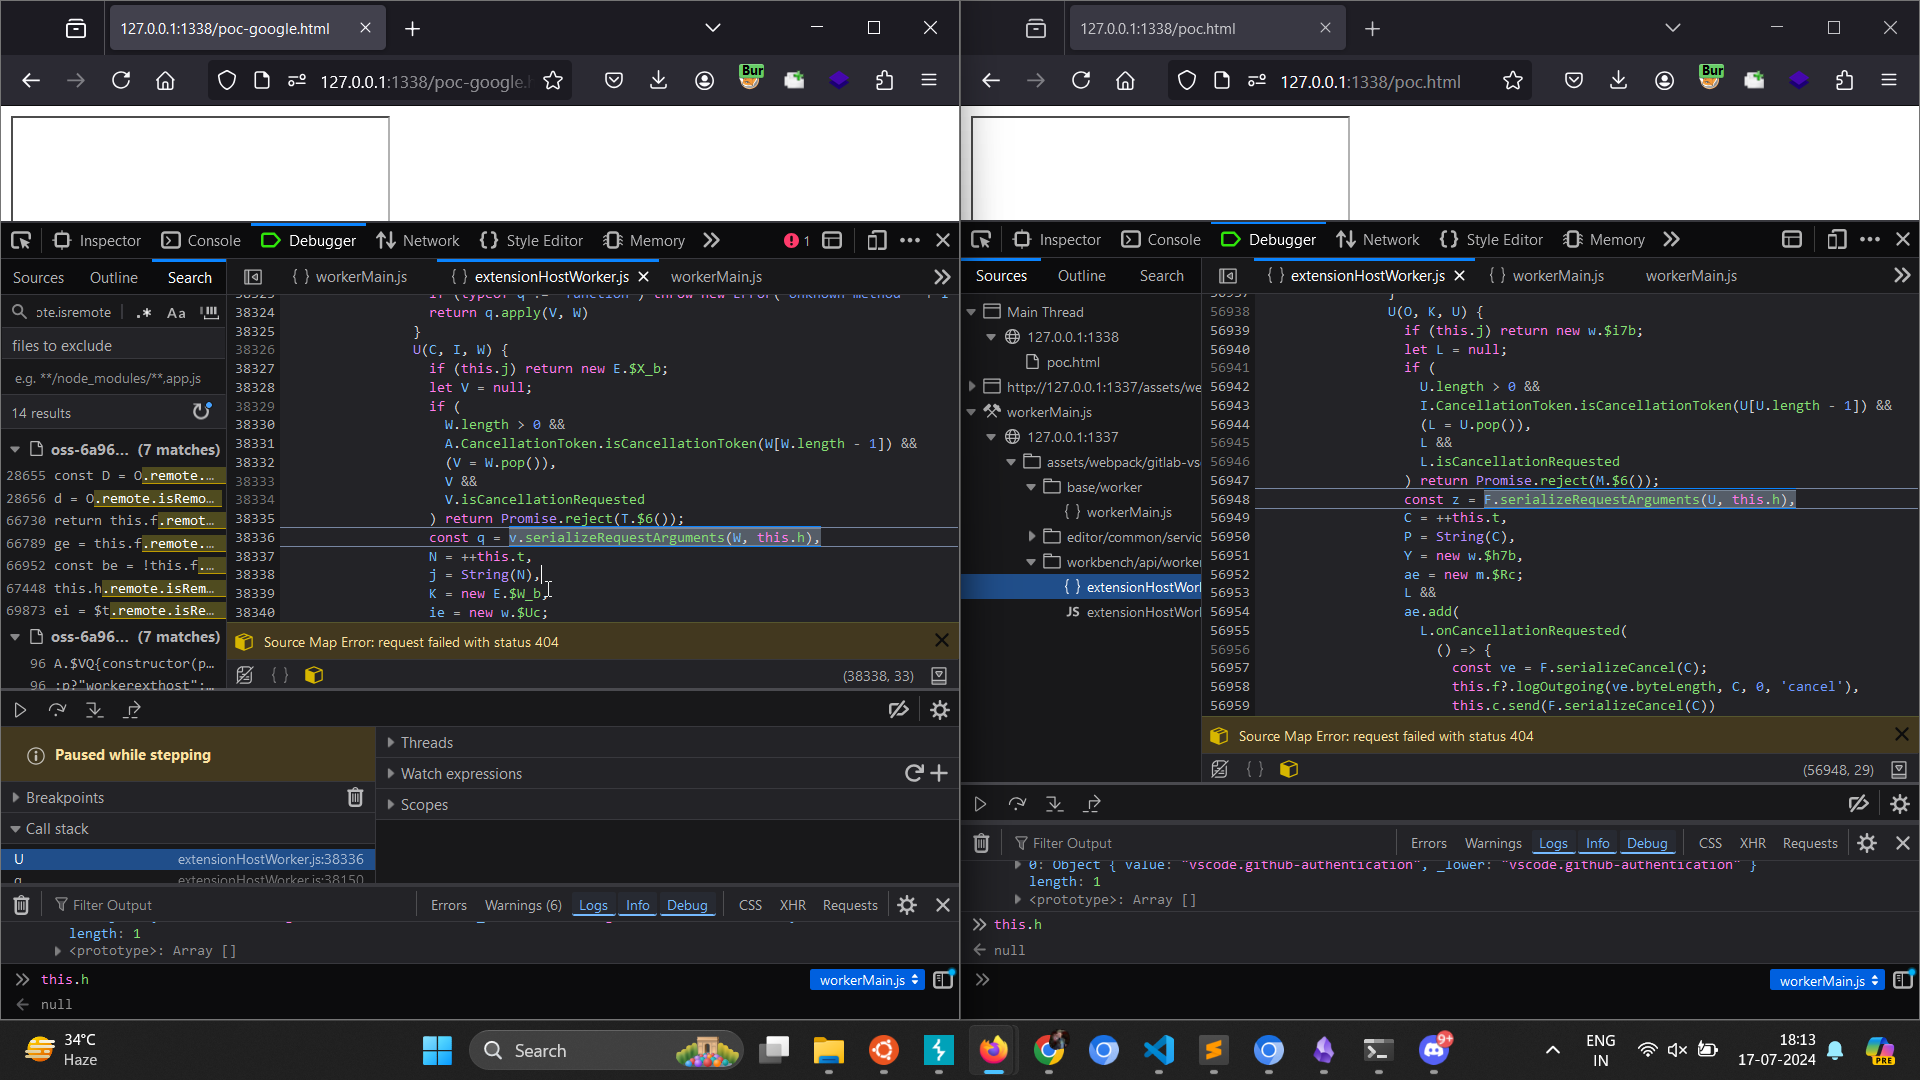 127.0.0.1:1338/poc-google.html
127.0.0.1:1338/poc-google.
Bur
Inspector
Console
Debugger
Network
Style Editor
Memory
1
Sources
Outline
Search
{ } workerMain.js
{ } extensionHostWorker.js
workerMain.js
ote.isremote
.*
Aa
files to exclude
e.g. **/node_modules/**,app.js
14 results
oss-6a96... (7 matches)
28655 const D = O.remote....
28656 d = O.remote.isRemo...
66730 return this.f.remot...
66789 ge = this.f.remote....
66952 const be = !this.f....
67448 this.h.remote.isRem...
69873 ei = $t.remote.isRe...
oss-6a96... (7 matches)
96 A.$VQ{constructor(p...
96 :p?"workerexthost":...
38324 return q.apply(V, W)
38325 }
38326 U(C, I, W) {
38327 if (this.j) return new E.$X_b;
38328 let V = null;
38329 if (
38330 W.length > 0 &&
38331 A.CancellationToken.isCancellationToken(W[W.length - 1]) &&
38332 (V = W.pop()),
38333 V &&
38334 V.isCancellationRequested
38335 ) return Promise.reject(T.$6());
38336 const q = v.serializeRequestArguments(W, this.h),
38337 N = ++this.t,
38338 j = String(N),
38339 K = new E.$W_b,
38340 ie = new w.$Uc;
Source Map Error: request failed with status 404
{ }
(38338, 33)
Paused while stepping
Breakpoints
Call stack
U extensionHostWorker.js:38336
q extensionHostWorker.js:38150
Threads
Watch expressions
Scopes
Filter Output
Errors
Warnings (6)
Logs
Info
Debug
CSS
XHR
Requests
length: 1
<prototype>: Array []
this.h
workerMain.js
null
127.0.0.1:1338/poc.html
127.0.0.1:1338/poc.html
Bur
Inspector
Console
Debugger
Network
Style Editor
Memory
Sources
Outline
Search
{ } extensionHostWorker.js
{ } workerMain.js
workerMain.js
Main Thread
127.0.0.1:1338
poc.html
http://127.0.0.1:1337/assets/we
workerMain.js
127.0.0.1:1337
assets/webpack/gitlab-vs
base/worker
{ } workerMain.js
editor/common/servic
workbench/api/worke
{ } extensionHostWor
JS extensionHostWor
56938 U(O, K, U) {
56939 if (this.j) return new w.$i7b;
56940 let L = null;
56941 if (
56942 U.length > 0 &&
56943 I.CancellationToken.isCancellationToken(U[U.length - 1]) &&
56944 (L = U.pop()),
56945 L &&
56946 L.isCancellationRequested
56947 ) return Promise.reject(M.$6());
56948 const z = F.serializeRequestArguments(U, this.h),
56949 C = ++this.t,
56950 P = String(C),
56951 Y = new w.$h7b,
56952 ae = new m.$Rc;
56953 L &&
56954 ae.add(
56955 L.onCancellationRequested(
56956 () => {
56957 const ve = F.serializeCancel(C);
56958 this.f?.logOutgoing(ve.byteLength, C, 0, 'cancel'),
56959 this.c.send(F.serializeCancel(C))
Source Map Error: request failed with status 404
{ }
(56948, 29)
Filter Output
Errors
Warnings
Logs
Info
Debug
CSS
XHR
Requests
0: Object { value: "vscode.github-authentication", _lower: "vscode.github-authentication" }
length: 1
<prototype>: Array []
this.h
null
workerMain.js
34°C
Haze
Search
9+
ENG
IN
18:13
17-07-2024
PRE